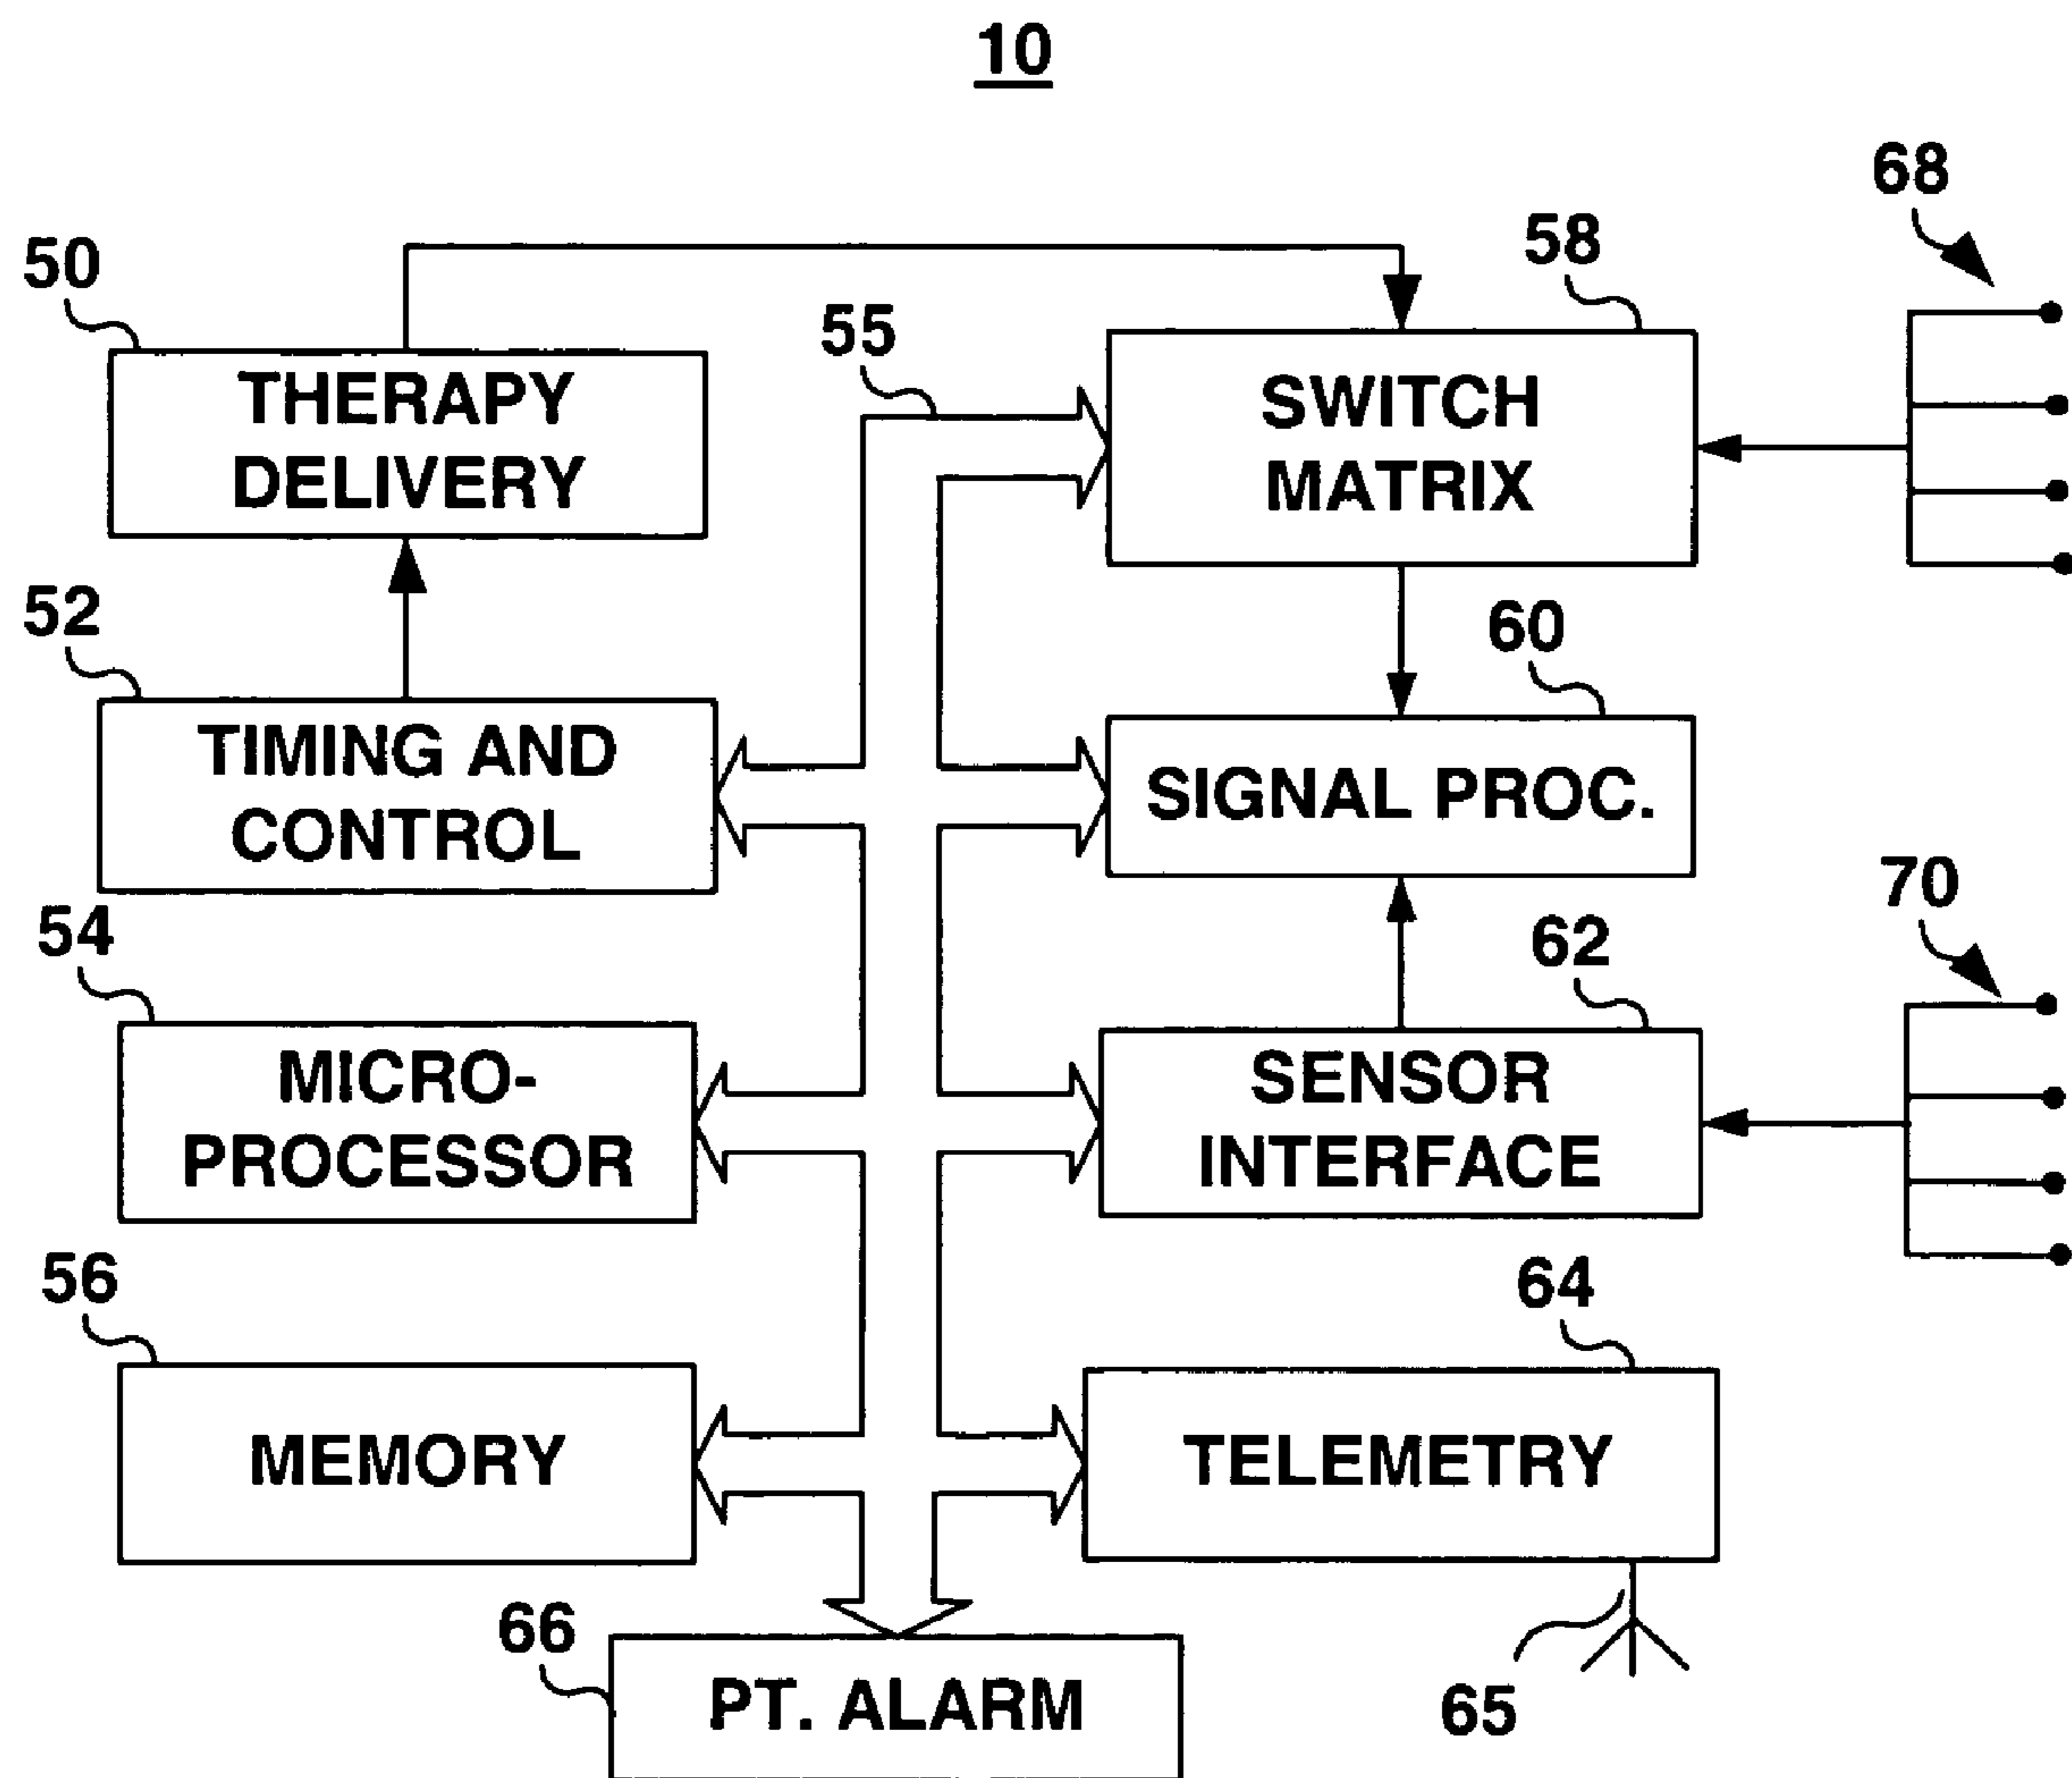 10
68
58
50
55
THERAPY
DELIVERY
SWITCH
MATRIX
52
60
TIMING AND
CONTROL
SIGNAL PROC.
70
54
62
MICRO-
PROCESSOR
SENSOR
INTERFACE
56
64
MEMORY
TELEMETRY
66
65
PT. ALARM